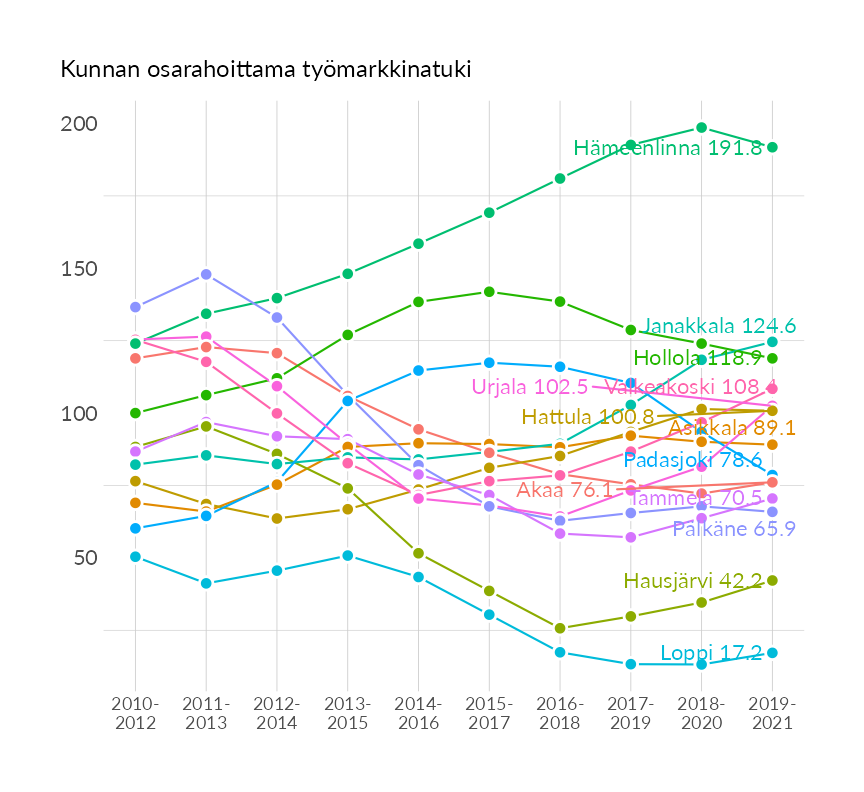 Kunnan osarahoittama työmarkkinatuki
200
Hämeenlinna 191.8
150
Janakkala 124.6
Hollola 118.9
Urjala 102.5
Valkeakoski 108.4
100
Hattula 100.8
Asikkala 89.1
Padasjoki 78.6
Akaa 76.1
Tammela 70.5
Pälkäne 65.9
50
Hausjärvi 42.2
Loppi 17.2
2010-
2012
2011-
2013
2012-
2014
2013-
2015
2014-
2016
2015-
2017
2016-
2018
2017-
2019
2018-
2020
2019-
2021